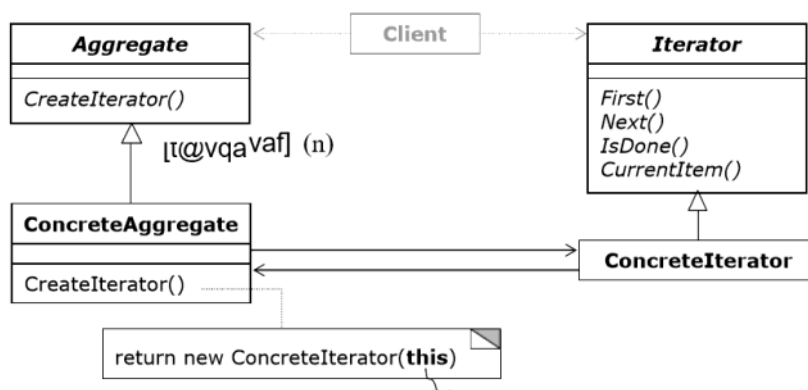 Aggregate
Client
Iterator
CreateIterator()
First()
Next()
IsDone()
CurrentItem()
(n)
ConcreteAggregate
CreateIterator()
ConcreteIterator
return new ConcreteIterator(this)